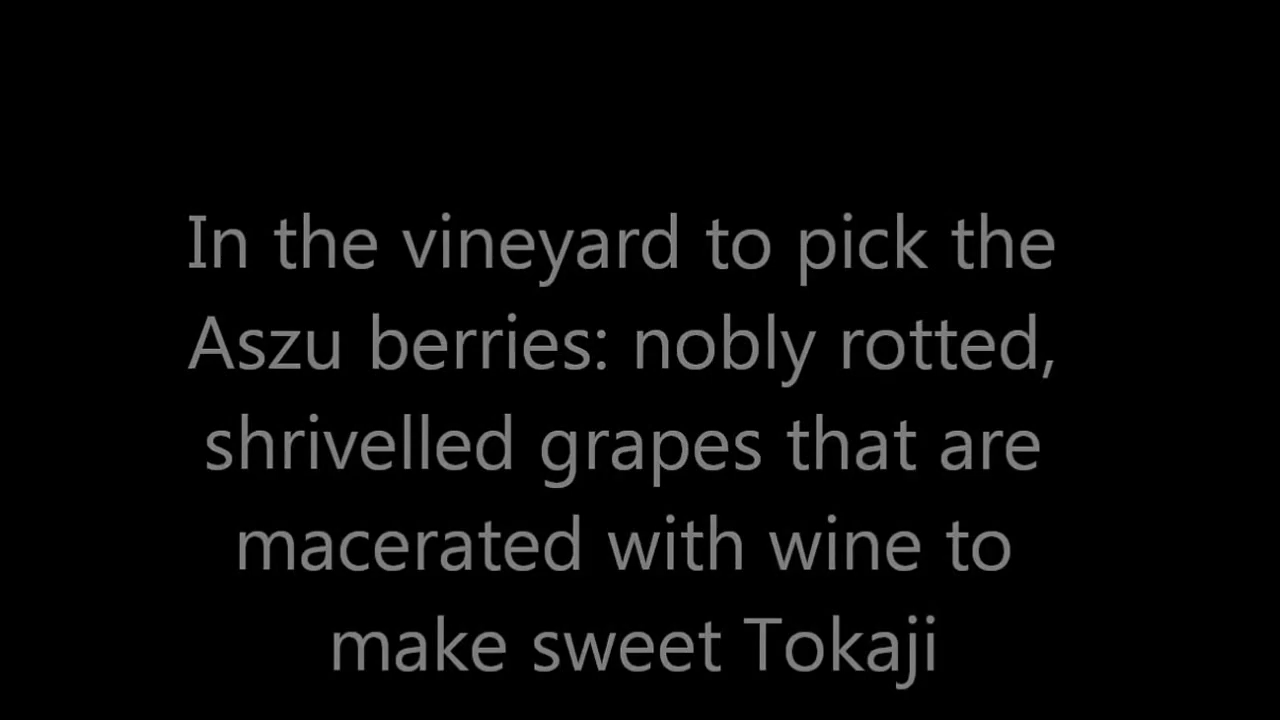 In the vineyard to pick the
Aszu berries: nobly rotted,
shrivelled grapes that are
macerated with wine to
make sweet Tokaji